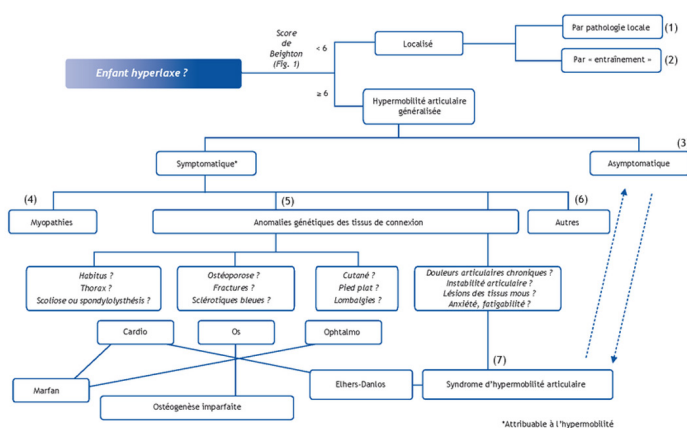 Enfant hyperlaxe ?
Score
de
Beighton
(Fig. 1)
< 6
≥ 6
Localisé
Par pathologie locale
(1)
Par « entraînement »
(2)
Hypermobilité articulaire
généralisée
Symptomatique*
(3
Asymptomatique
(4)
Myopathies
(5)
Anomalies génétiques des tissus de connexion
(6)
Autres
Habitus ?
Thorax ?
Scoliose ou spondylolysthésis ?
Ostéoporose ?
Fractures ?
Sclérotiques bleues ?
Cutané ?
Pied plat ?
Lombalgies ?
Douleurs articulaires chroniques ?
Instabilité articulaire ?
Lésions des tissus mous ?
Anxiété, fatigabilité ?
Cardio
Os
Ophtalmo
(7)
Marfan
Elhers-Danlos
Syndrome d'hypermobilité articulaire
Ostéogenèse imparfaite
*Attribuable à l'hypermobilité